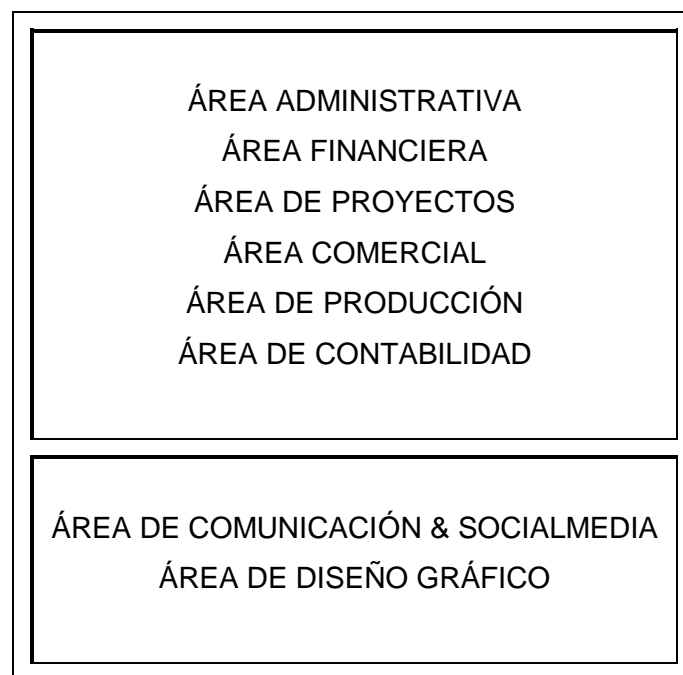 ÁREA ADMINISTRATIVA
ÁREA FINANCIERA
ÁREA DE PROYECTOS
ÁREA COMERCIAL
ÁREA DE PRODUCCIÓN
ÁREA DE CONTABILIDAD
ÁREA DE COMUNICACIÓN & SOCIALMEDIA
ÁREA DE DISEÑO GRÁFICO